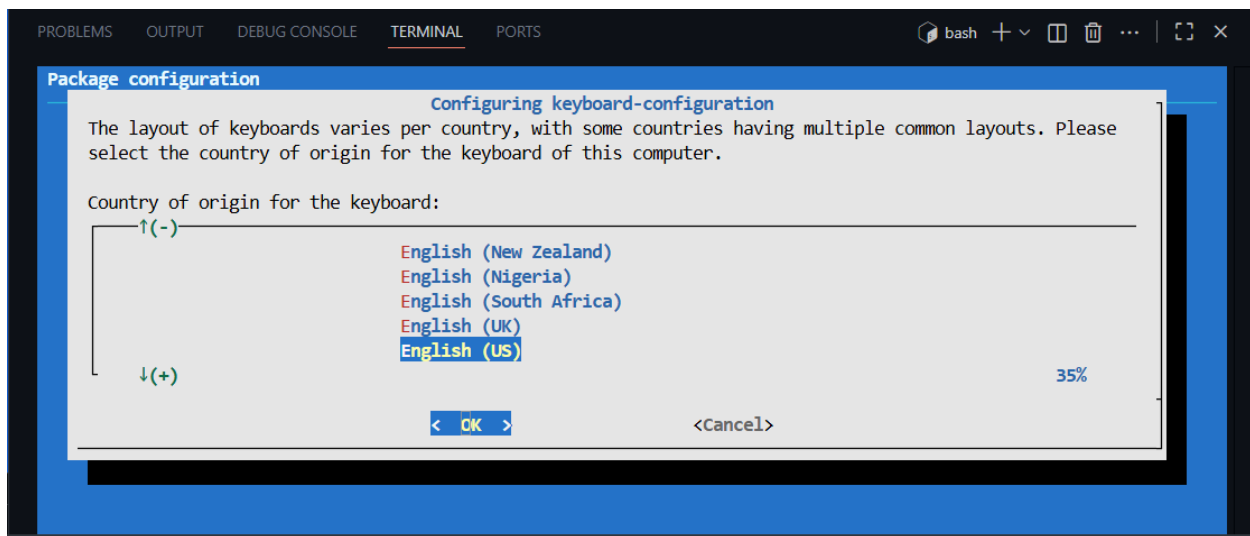 PROBLEMS OUTPUT DEBUG CONSOLE TERMINAL PORTS bash
Package configuration
Configuring keyboard-configuration
The layout of keyboards varies per country, with some countries having multiple common layouts. Please
select the country of origin for the keyboard of this computer.
Country of origin for the keyboard:
↑(-)
English (New Zealand)
English (Nigeria)
English (South Africa)
English (UK)
English (US)
↓(+) 35%
< OK > <Cancel>